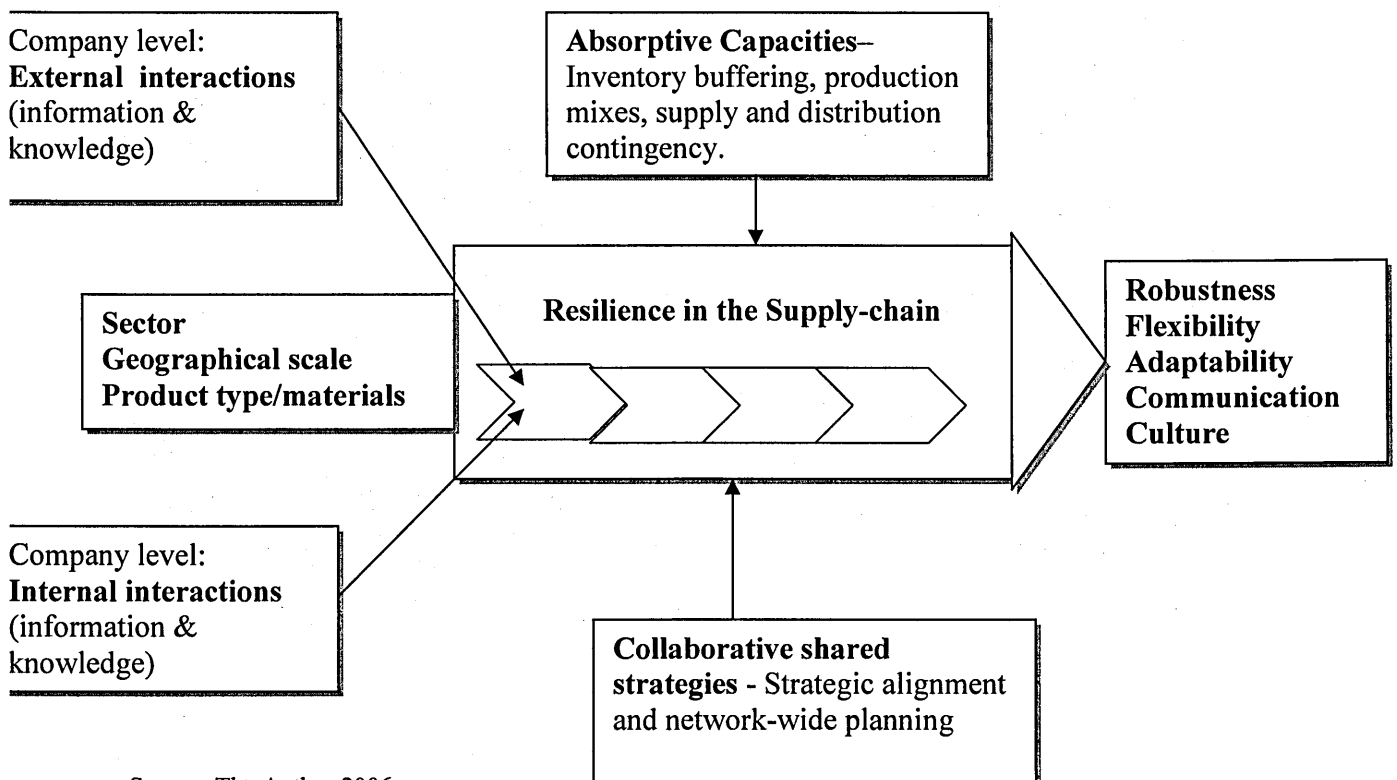 Company level:
External interactions
(information &
knowledge)
Absorptive Capacities–
Inventory buffering, production
mixes, supply and distribution
contingency.
Sector
Geographical scale
Product type/materials
Resilience in the Supply-chain
Robustness
Flexibility
Adaptability
Communication
Culture
Company level:
Internal interactions
(information &
knowledge)
Collaborative shared
strategies - Strategic alignment
and network-wide planning